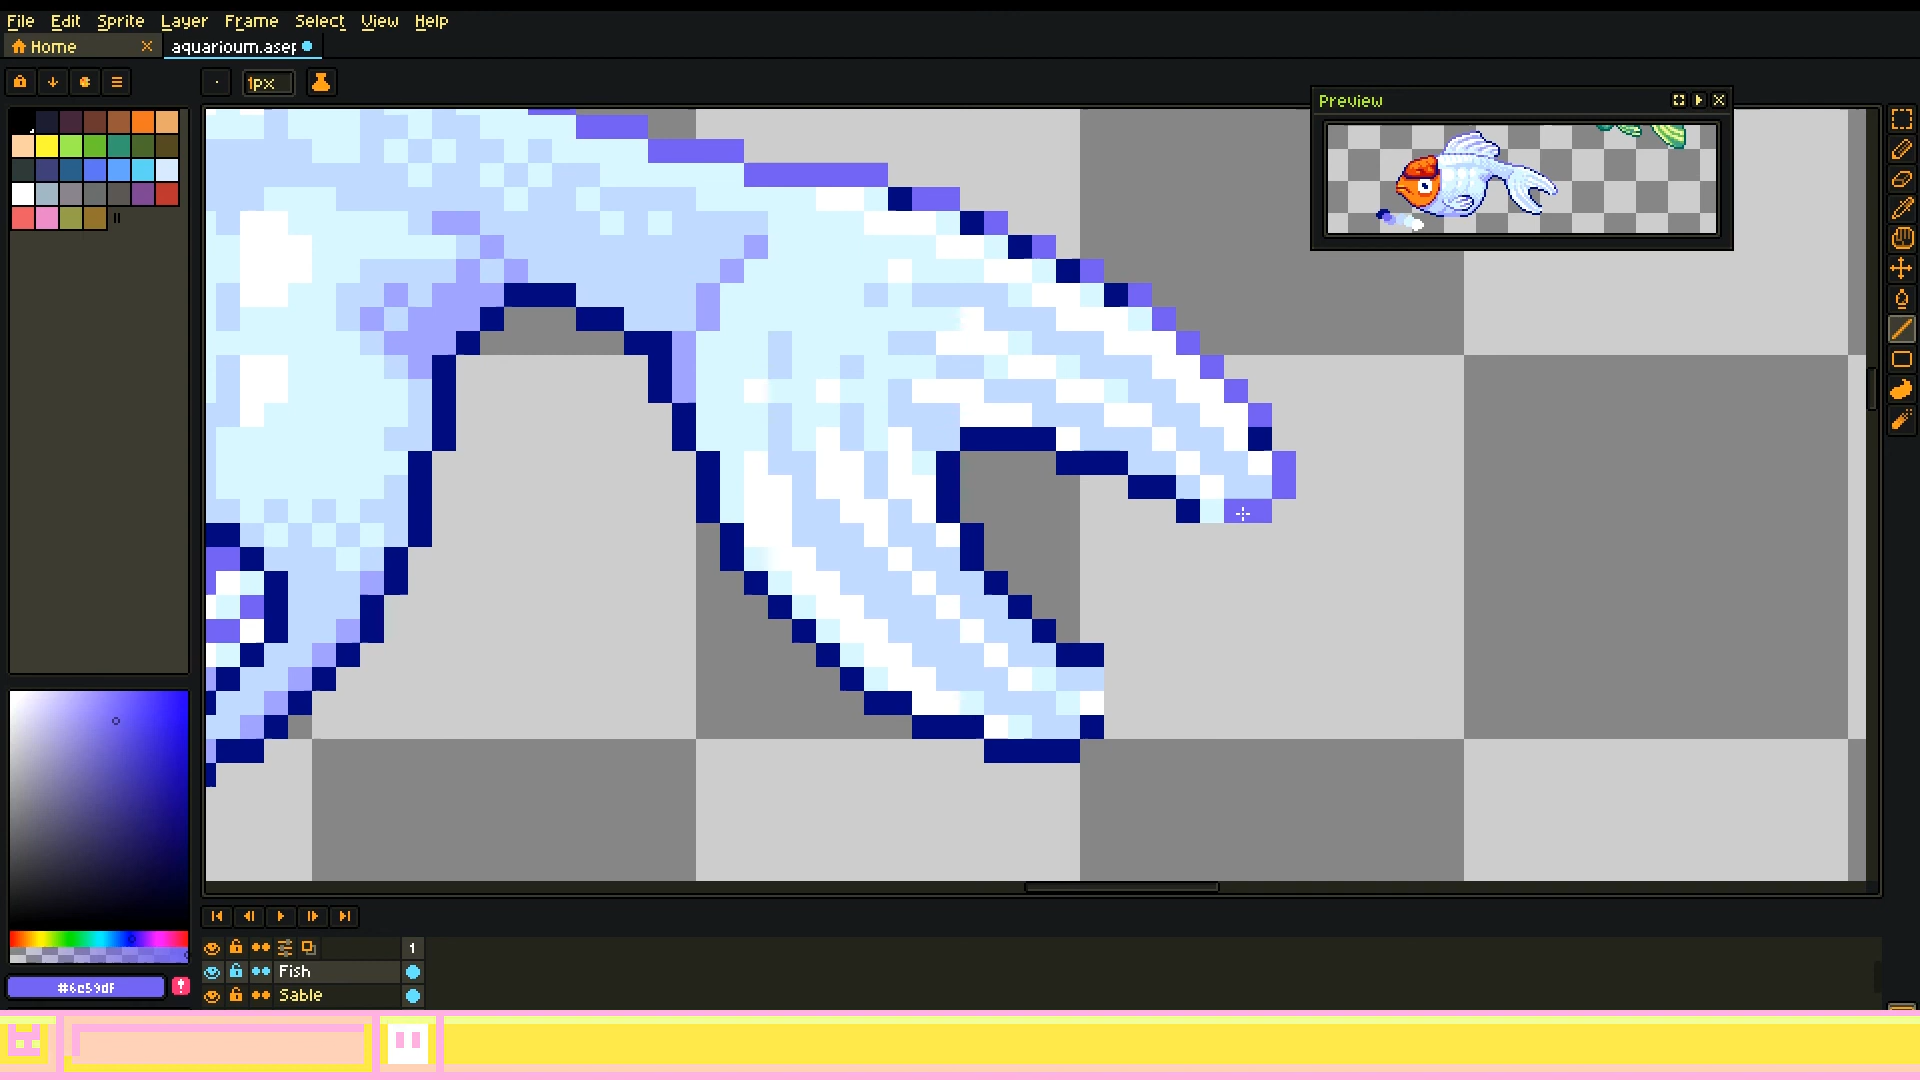 File Edit Sprite Layer Frame Select View Help
Home
aquarioum.asep
1px
Preview
1
Fish
Sable
#6c59df